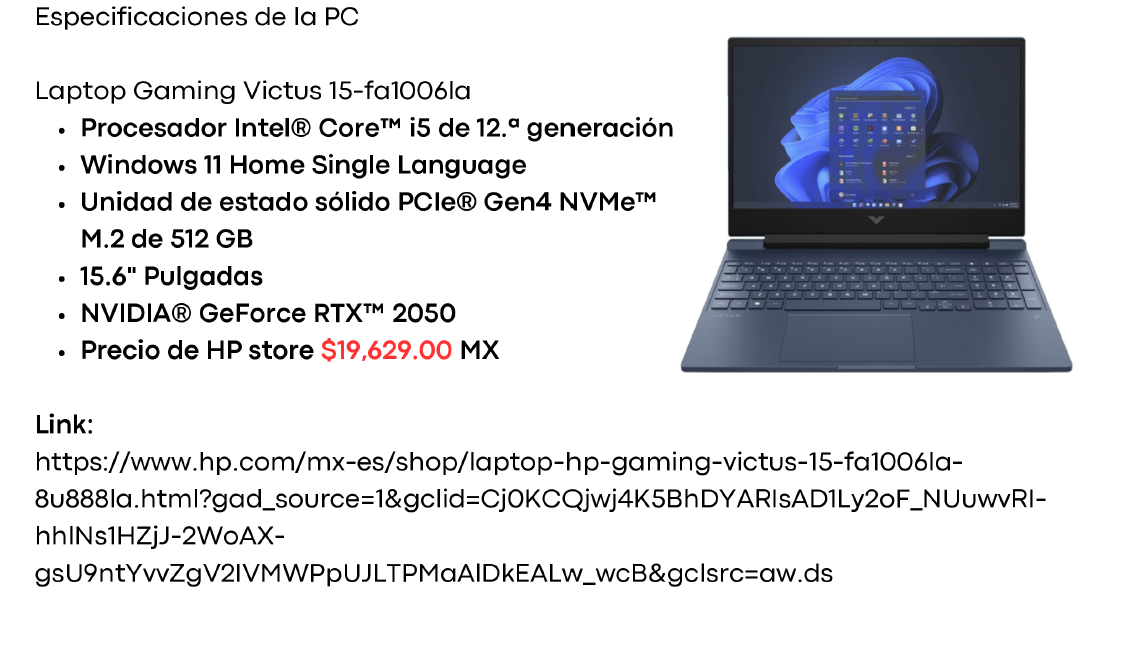 Especificaciones de la PC
Laptop Gaming Victus 15-fa1006la
• Procesador Intel® Core™ i5 de 12.ª generación
• Windows 11 Home Single Language
• Unidad de estado sólido PCIe® Gen4 NVMe™
M.2 de 512 GB
• 15.6" Pulgadas
• NVIDIA® GeForce RTX™ 2050
• Precio de HP store $19,629.00 MX
Link:
https://www.hp.com/mx-es/shop/laptop-hp-gaming-victus-15-fa1006la-
8u888la.html?gad_source=1&gclid=Cj0KCQjwj4K5BhDYARIsAD1Ly2oF_NUuwvRI-
hhlNs1HZjJ-2WoAX-
gsU9ntYvvZgV2IVMWPpUJLTPMaAlDkEALw_wcB&gclsrc=aw.ds